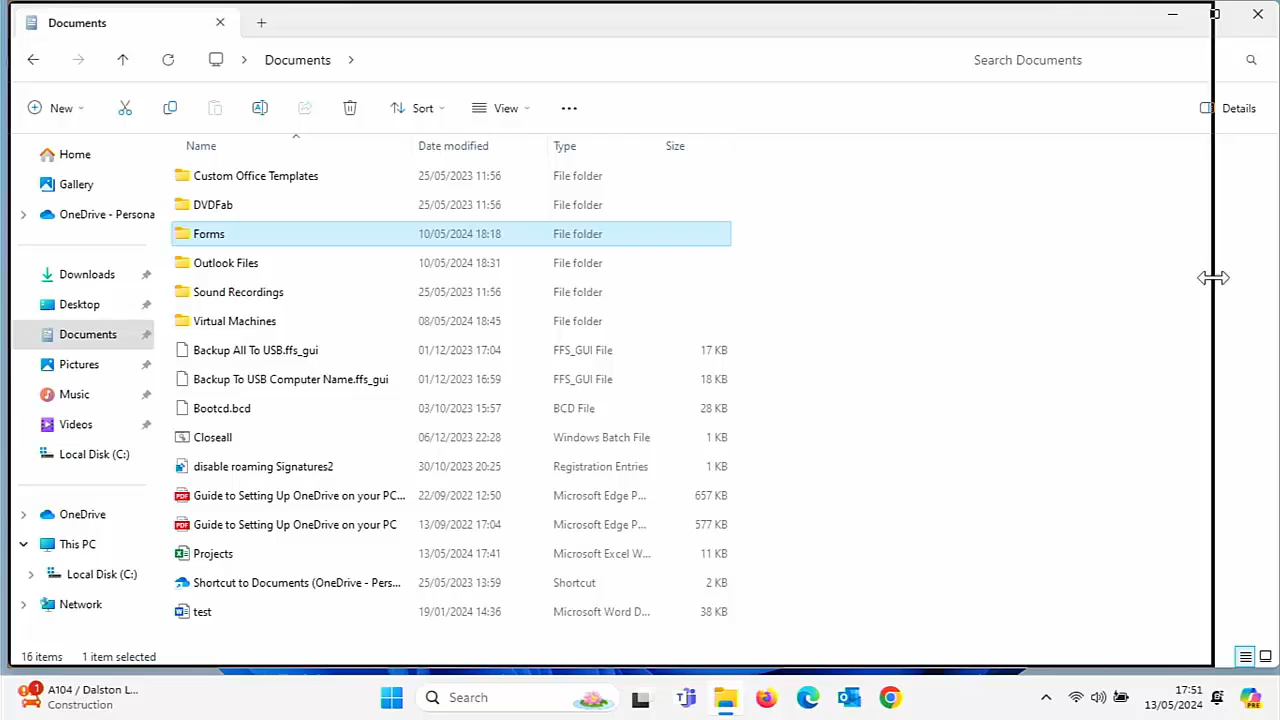 Documents
Documents
Search Documents
New
Sort
View
Details
Name Date modified Type Size
Home
Gallery
OneDrive - Persona
Downloads
Desktop
Documents
Pictures
Music
Videos
Local Disk (C:)
OneDrive
This PC
Local Disk (C:)
Network
Custom Office Templates 25/05/2023 11:56 File folder
DVDFab 25/05/2023 11:56 File folder
Forms 10/05/2024 18:18 File folder
Outlook Files 10/05/2024 18:31 File folder
Sound Recordings 25/05/2023 11:56 File folder
Virtual Machines 08/05/2024 18:45 File folder
Backup All To USB.ffs_gui 01/12/2023 17:04 FFS_GUI File 17 KB
Backup To USB Computer Name.ffs_gui 01/12/2023 16:59 FFS_GUI File 18 KB
Bootcd.bcd 03/10/2023 15:57 BCD File 28 KB
Closeall 06/12/2023 22:28 Windows Batch File 1 KB
disable roaming Signatures2 30/10/2023 20:25 Registration Entries 1 KB
Guide to Setting Up OneDrive on your PC... 22/09/2022 12:50 Microsoft Edge P... 657 KB
Guide to Setting Up OneDrive on your PC 13/09/2022 17:04 Microsoft Edge P... 577 KB
Projects 13/05/2024 17:41 Microsoft Excel W... 11 KB
Shortcut to Documents (OneDrive - Pers... 25/05/2023 13:59 Shortcut 2 KB
test 19/01/2024 14:36 Microsoft Word D... 38 KB
16 items 1 item selected
1
A104 / Dalston L...
Construction
Search
17:51
13/05/2024
PRE